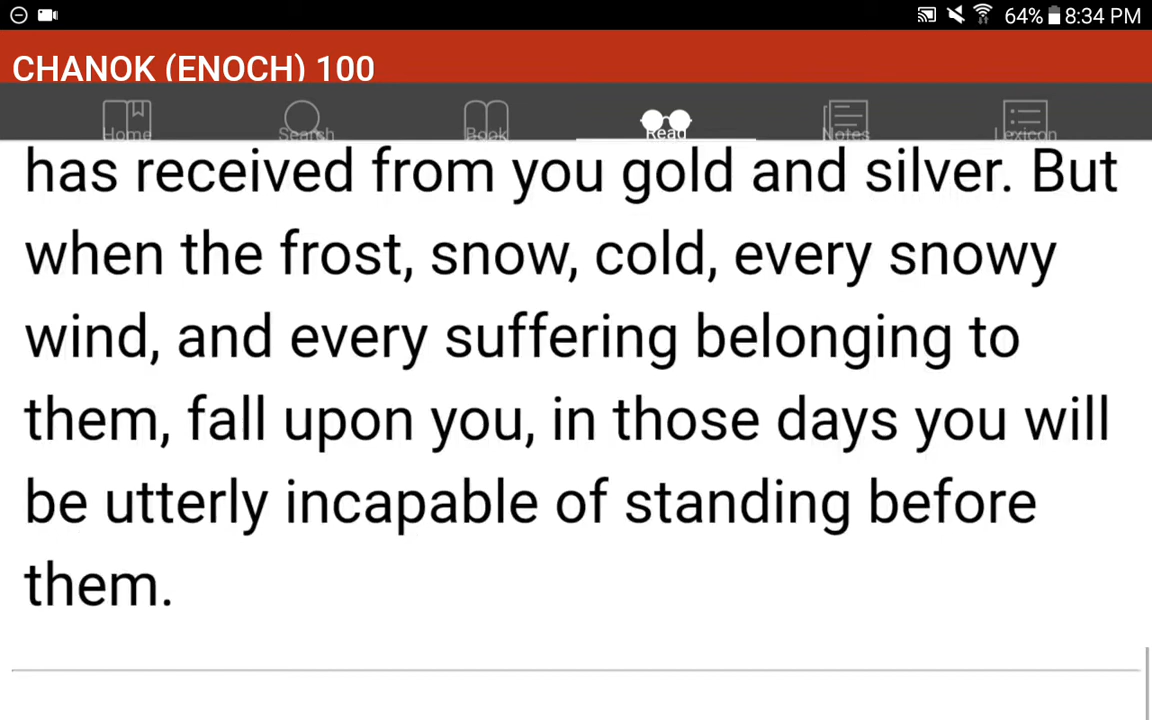 64% 8:34 PM
CHANOK (ENOCH) 100
Home Search Book Read Notes Lexicon
has received from you gold and silver. But
when the frost, snow, cold, every snowy
wind, and every suffering belonging to
them, fall upon you, in those days you will
be utterly incapable of standing before
them.